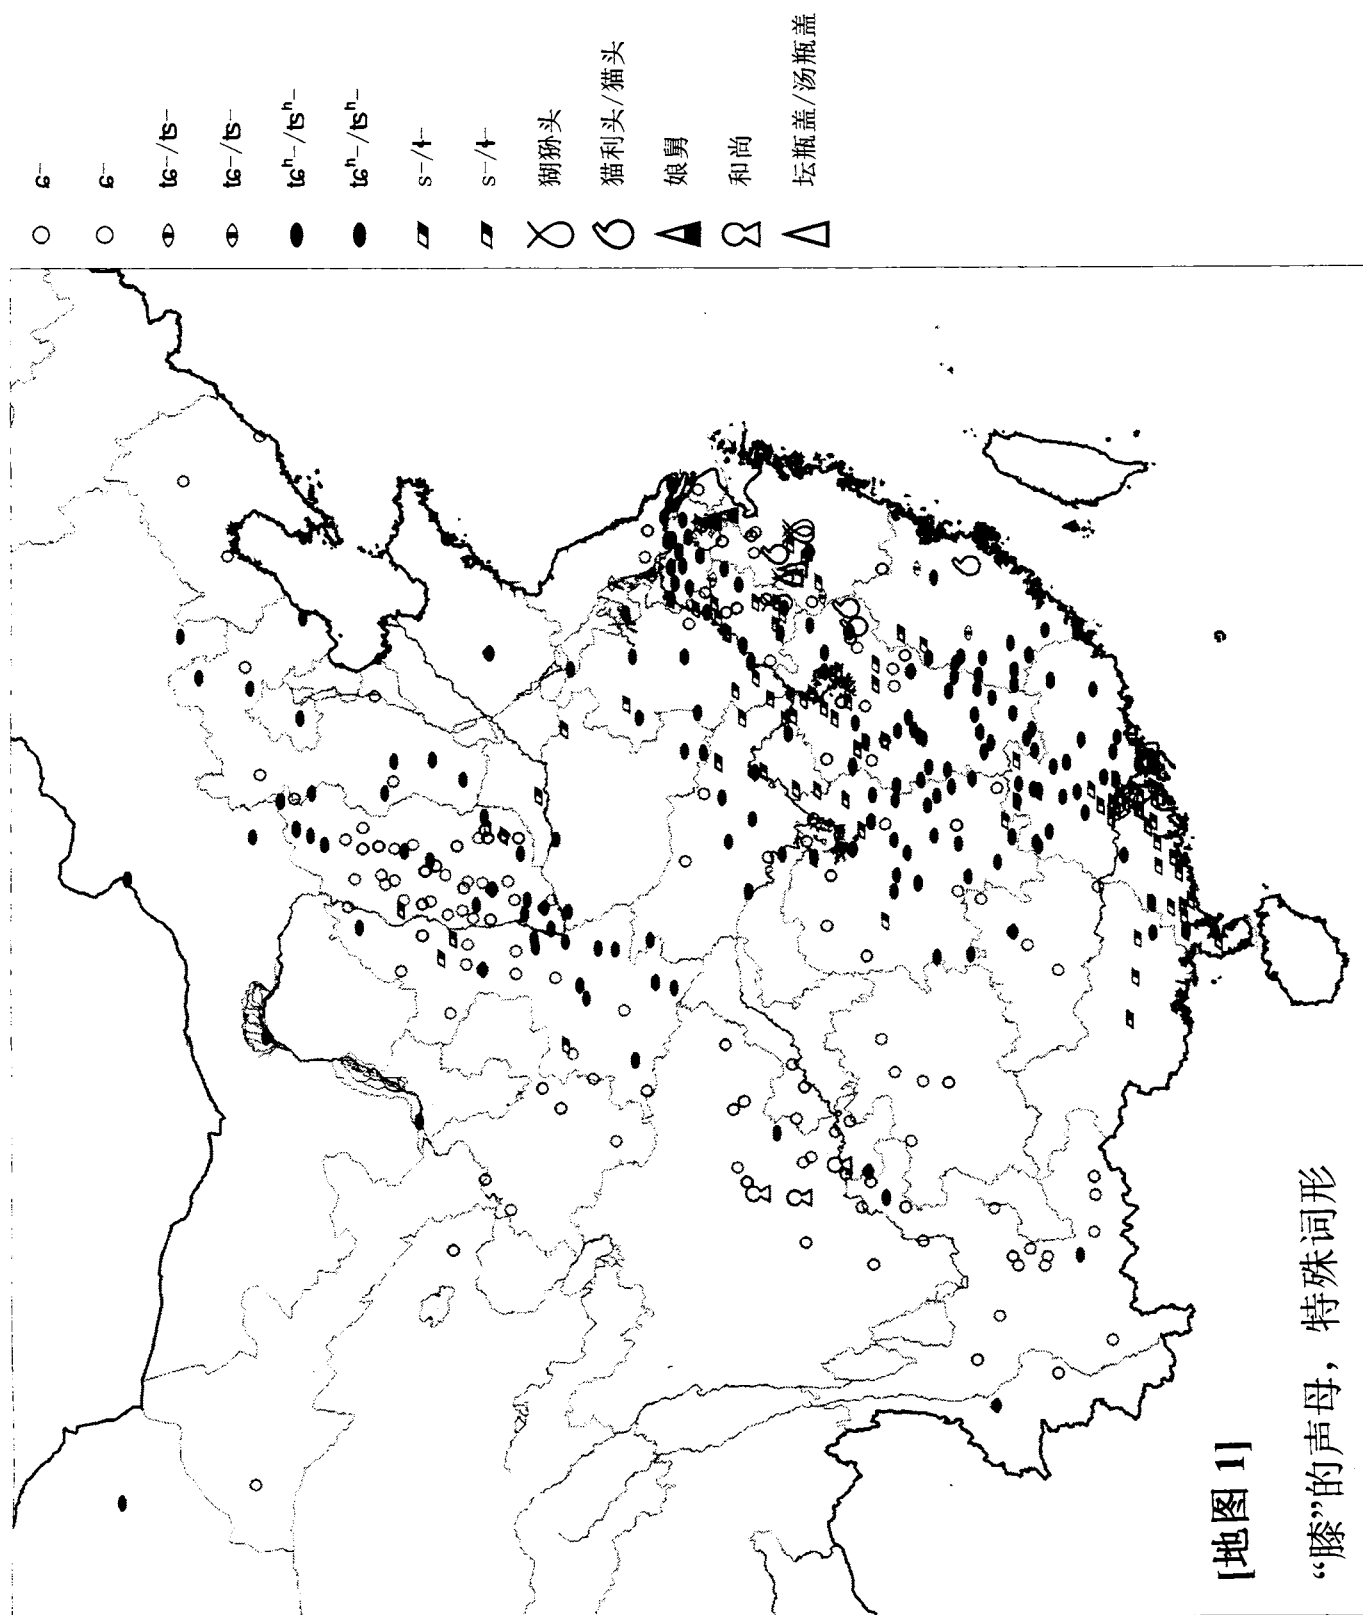 [地图 1]
“膝”的声母，特殊词形
ɕ-
ɕ-
tɕ-/ts-
tɕ-/ts-
tɕʰ-/tsʰ-
tɕʰ-/tsʰ-
s-/ɬ-
s-/ɬ-
猢狲头
猫利头/猫头
娘舅
和尚
坛瓶盖/汤瓶盖